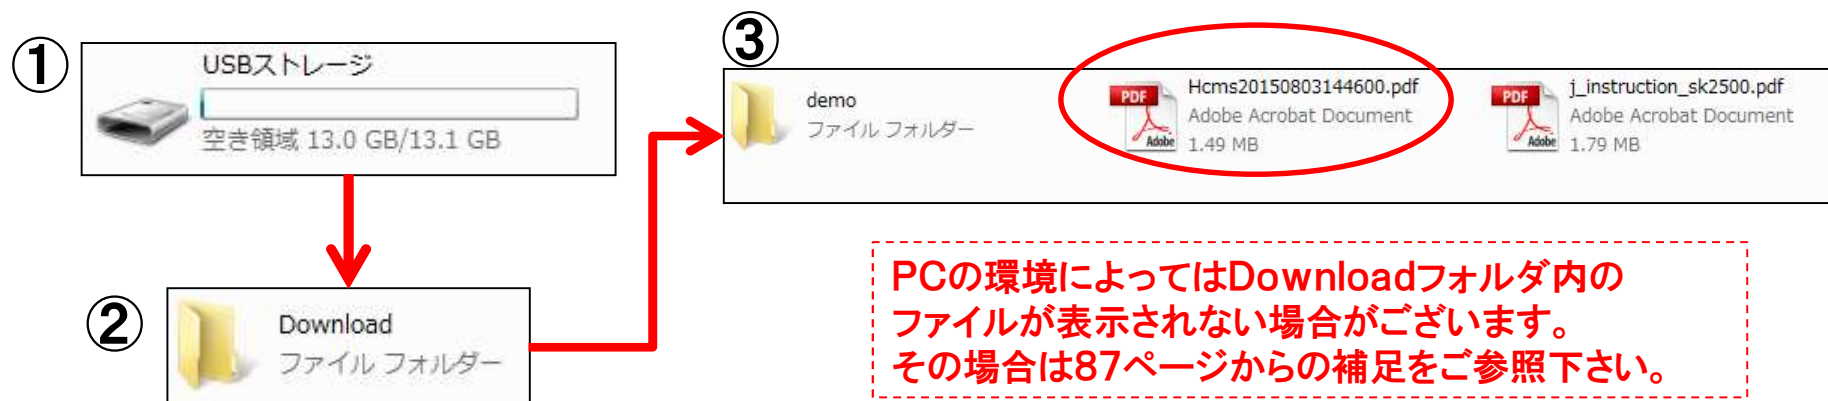 ①
USBストレージ
空き領域 13.0 GB/13.1 GB
②
Download
ファイル フォルダー
③
demo
ファイル フォルダー
PDF
Adobe
Hcms20150803144600.pdf
Adobe Acrobat Document
1.49 MB
PDF
Adobe
j_instruction_sk2500.pdf
Adobe Acrobat Document
1.79 MB
PCの環境によってはDownloadフォルダ内の
ファイルが表示されない場合がございます。
その場合は87ページからの補足をご参照下さい。